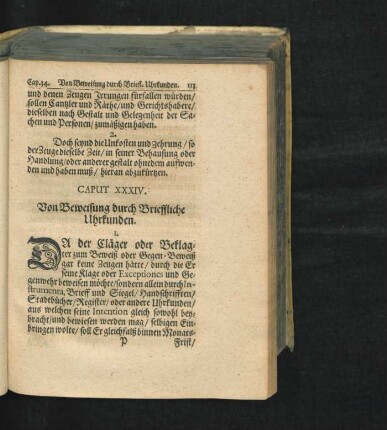 Cap. 34. Von Beweisung durch Brieff. Uhrkunden. 113
und denen Zeugen Irrungen fürfallen würden/
sollen Cantzler und Räthe/ und Gerichtshabere/
dieselben nach Gestalt und Gelegenheit der Sa-
chen und Personen/ zumäßigen haben.
2.
Doch seynd die Unkosten und Zehrung/ so
der Zeuge dieselbe Zeit/ in seiner Behausung oder
Handlung/ oder anderer gestalt ohnedem aufwen-
den und haben muß/ hieran abzukürtzen.
CAPUT XXXIV.
Von Beweisung durch Brieffliche
Uhrkunden.
1.
DA der Cläger oder Beklag-
ter zum Beweiß oder Gegen-Beweiß
gar keine Zeugen hätte/ durch die Er
seine Klage oder Exceptiones und Ge-
genwehr beweisen möchte/ sondern allein durch In-
strumenta, Brieff und Siegel/ Handschrifften/
Stadtbücher/ Register/ oder andere Uhrkunden/
aus welchen seine Intention gleich sowohl bey-
bracht/ und bewiesen werden mag/ selbigen Ein-
bringen wolte/ soll Er gleichfalß binnen Monats-
P Frist/